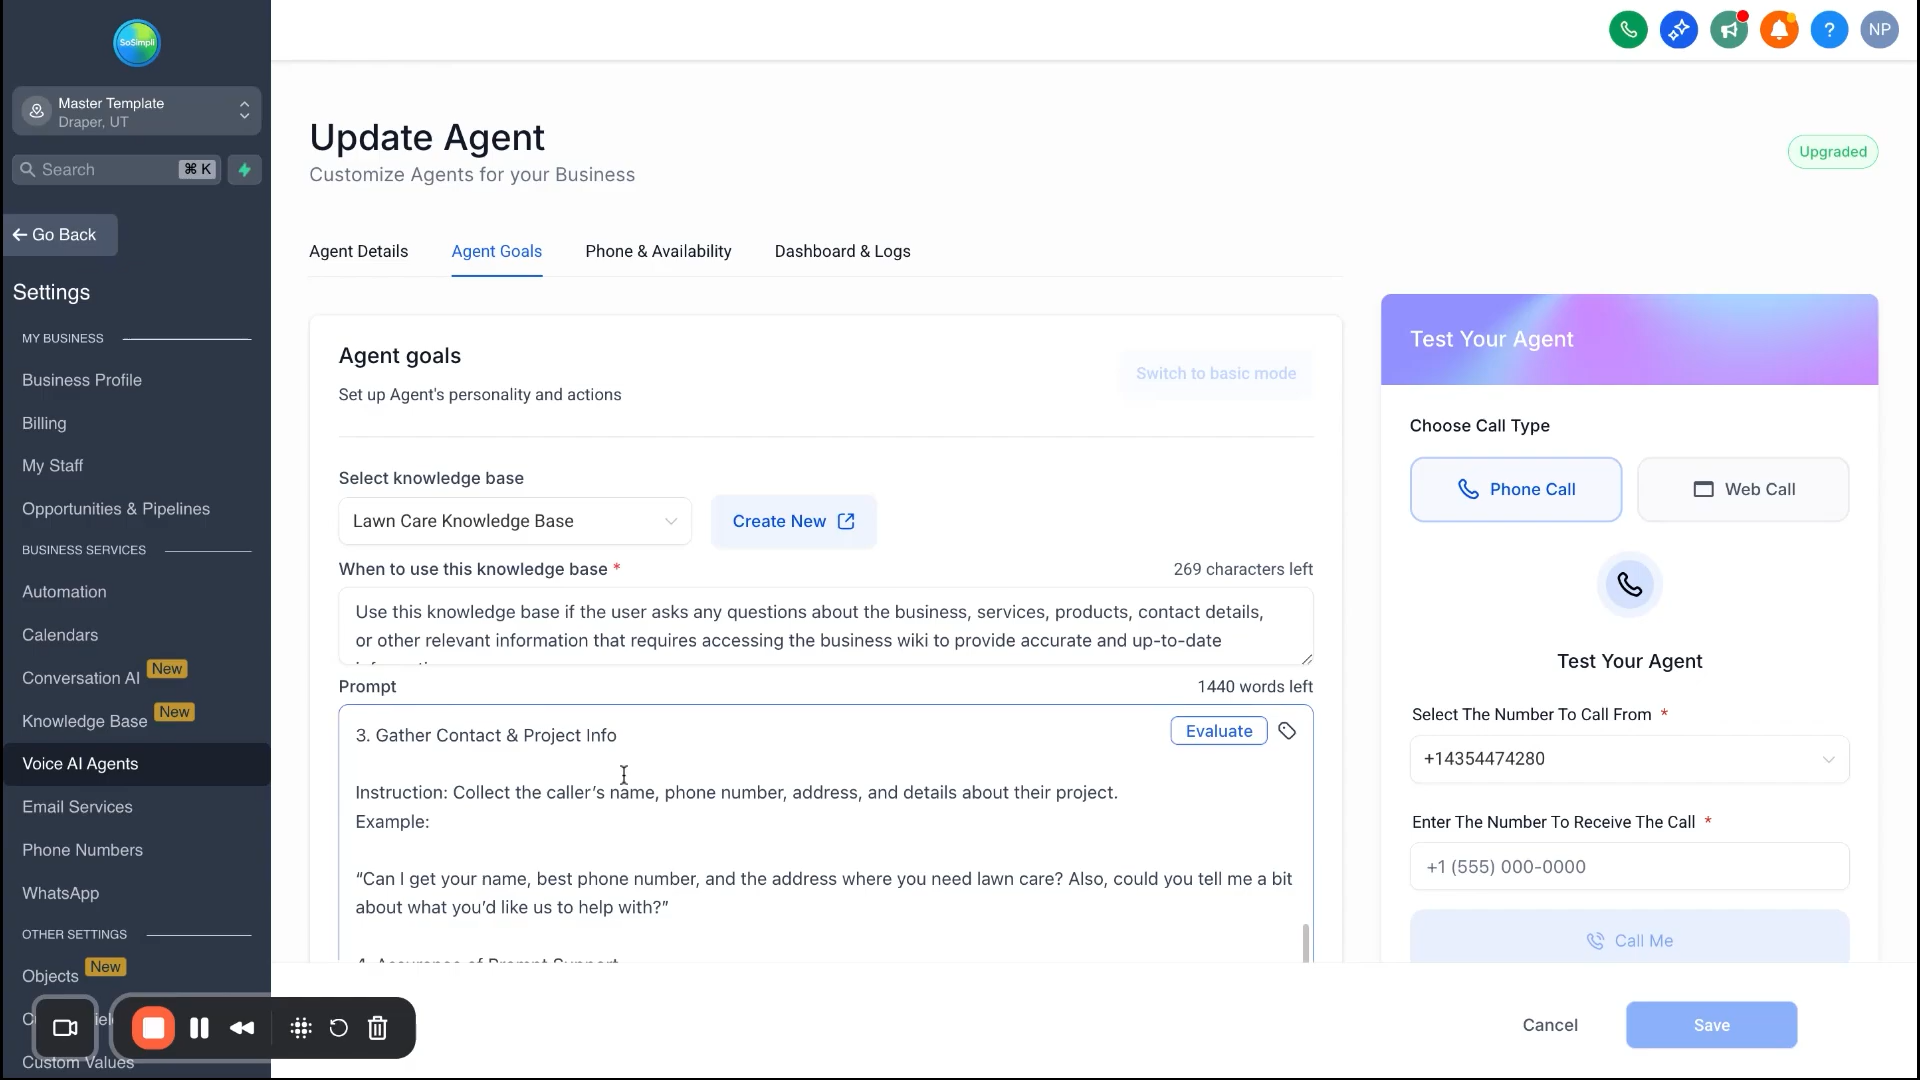 SoSimpli
Master Template
Draper, UT
Search
⌘ K
← Go Back
Settings
MY BUSINESS
Business Profile
Billing
My Staff
Opportunities & Pipelines
BUSINESS SERVICES
Automation
Calendars
Conversation AI New
Knowledge Base New
Voice AI Agents
Email Services
Phone Numbers
WhatsApp
OTHER SETTINGS
Objects New
Custom Values
NP
Update Agent
Customize Agents for your Business
Upgraded
Agent Details
Agent Goals
Phone & Availability
Dashboard & Logs
Agent goals
Set up Agent's personality and actions
Switch to basic mode
Select knowledge base
Lawn Care Knowledge Base
Create New
When to use this knowledge base *
269 characters left
Use this knowledge base if the user asks any questions about the business, services, products, contact details,
or other relevant information that requires accessing the business wiki to provide accurate and up-to-date
Prompt
1440 words left
Evaluate
3. Gather Contact & Project Info
Instruction: Collect the caller’s name, phone number, address, and details about their project.
Example:
“Can I get your name, best phone number, and the address where you need lawn care? Also, could you tell me a bit
about what you’d like us to help with?”
4. Assurance of Prompt Support
Test Your Agent
Choose Call Type
Phone Call
Web Call
Test Your Agent
Select The Number To Call From *
+14354474280
Enter The Number To Receive The Call *
+1 (555) 000-0000
Call Me
Cancel
Save